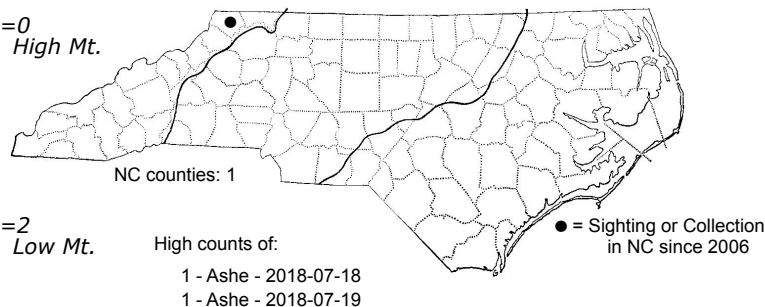 =0
High Mt.
NC counties: 1
=2
Low Mt.
High counts of:
1 - Ashe - 2018-07-18
1 - Ashe - 2018-07-19
● = Sighting or Collection
in NC since 2006